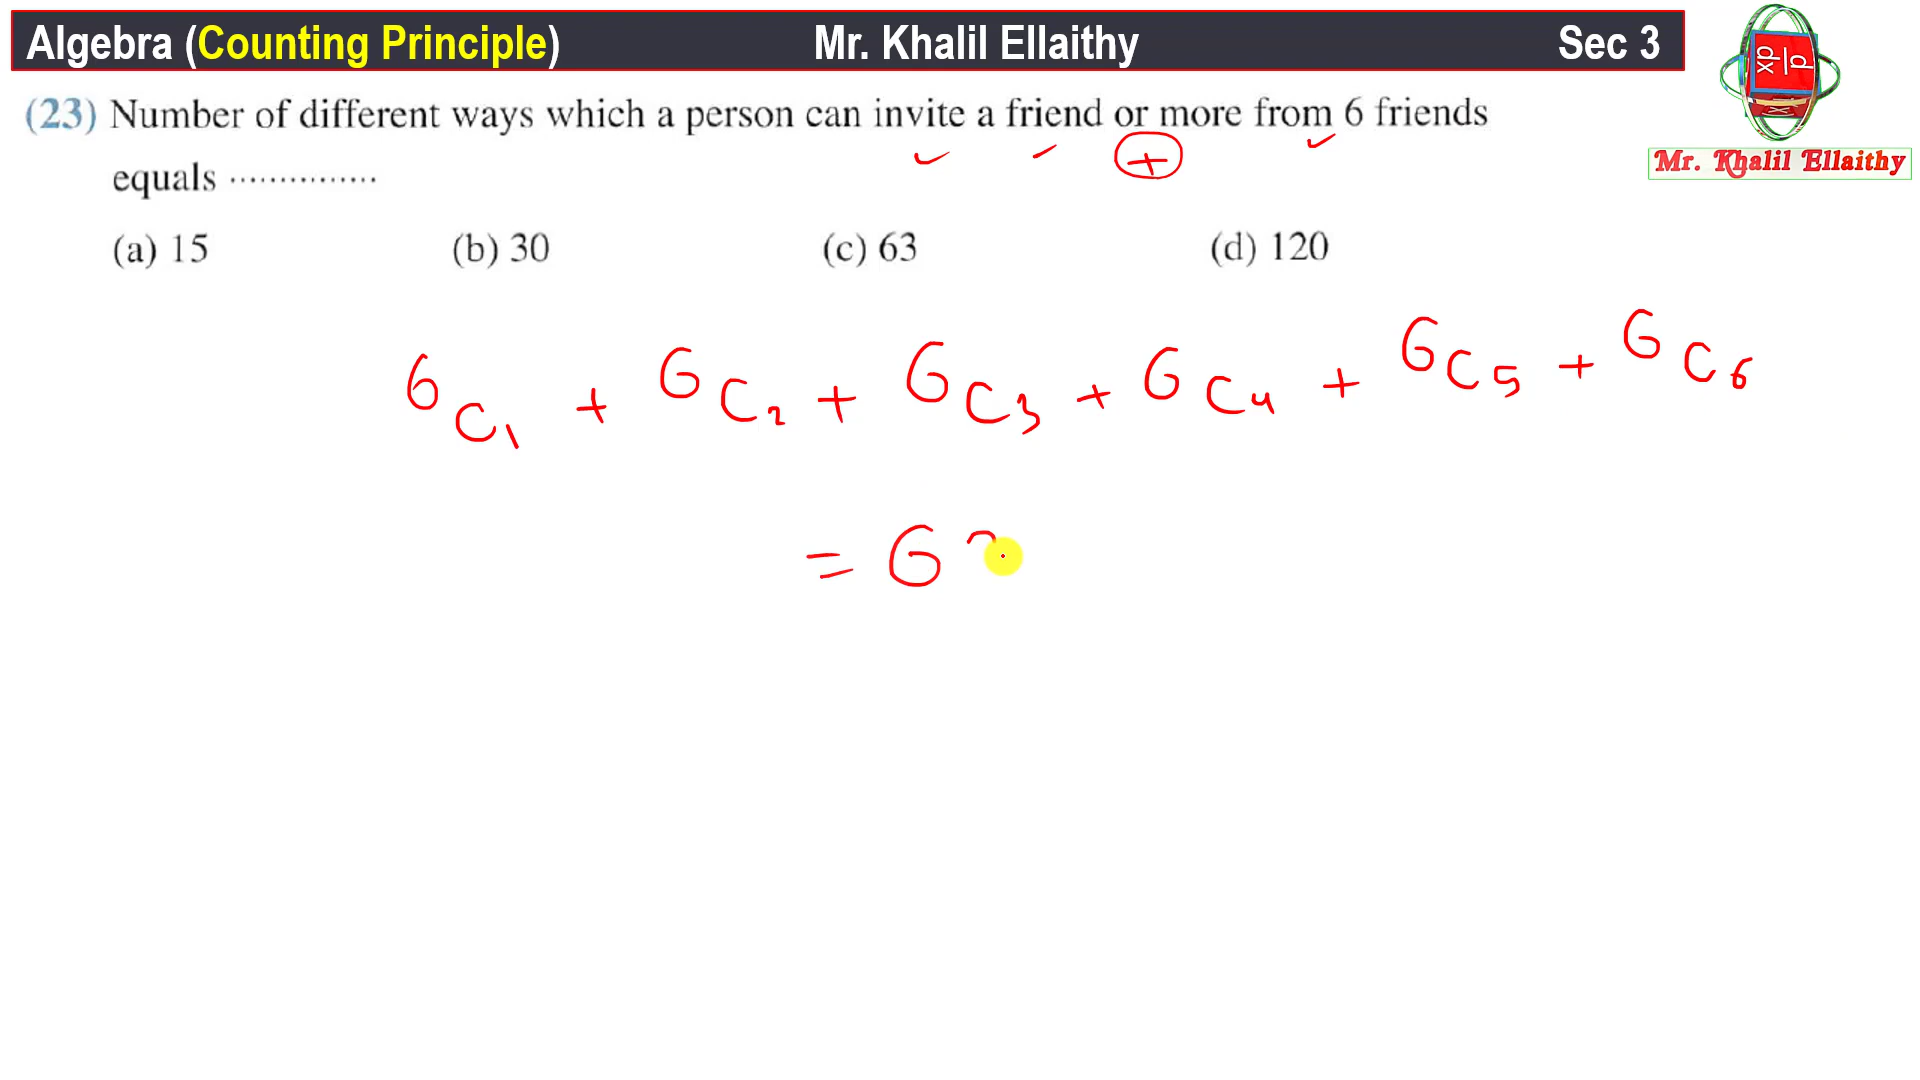 Algebra (Counting Principle) Mr. Khalil Ellaithy Sec 3
d/dx
Mr. Khalil Ellaithy
(23) Number of different ways which a person can invite a friend or more from 6 friends
+
equals ...............
(a) 15 (b) 30 (c) 63 (d) 120
6C1 + 6C2 + 6C3 + 6C4 + 6C5 + 6C6
= 6